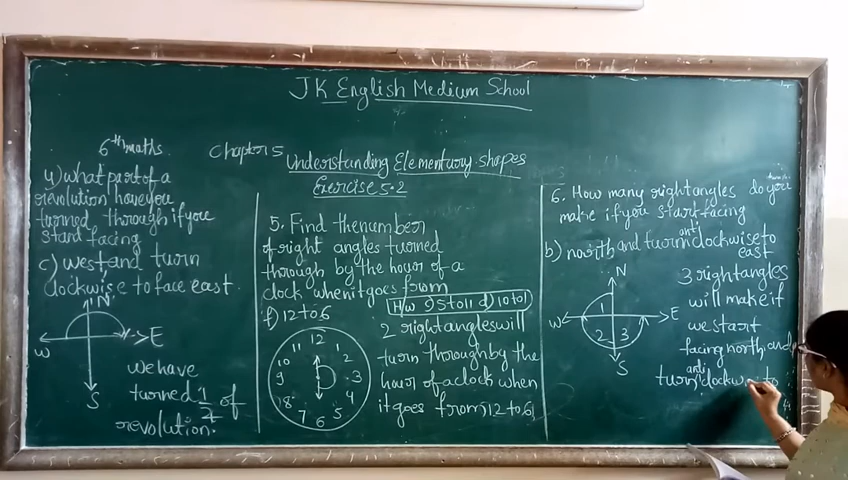 JK English Medium School
6th maths
Chapter 5
Understanding Elementary shapes
Exercise 5.2
4) what part of a
revolution have you
turned through if you
stand facing
c) west and turn
clockwise to face east.
N
W
E
S
we have
turned 1/2 of
revolution.
5. Find the number
of right angles turned
through by the hour of a
clock when it goes from
H/w c) 5 to 11 d) 10 to 1
f) 12 to 6
12
11
1
10
2
9
3
8
4
7
5
6
2 right angles will
turn through by the
hour of a clock when
it goes from 12 to 6
6. How many right angles do you
make if you start facing
b) north and turn anti clockwise to
east
N
W
E
2
3
S
3 right angles
will make if
we start
facing north and
turn anti clockwise to